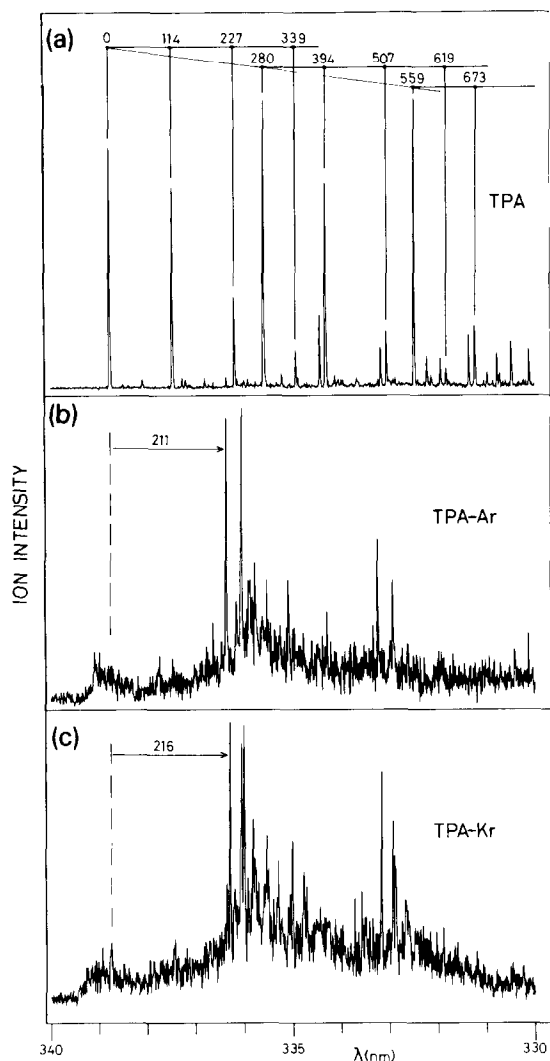 (a)
0 114 227 339
280 394 507 619
559 673
TPA
(b)
211
TPA-Ar
ION INTENSITY
(c)
216
TPA-Kr
340 335 330
λ(nm)